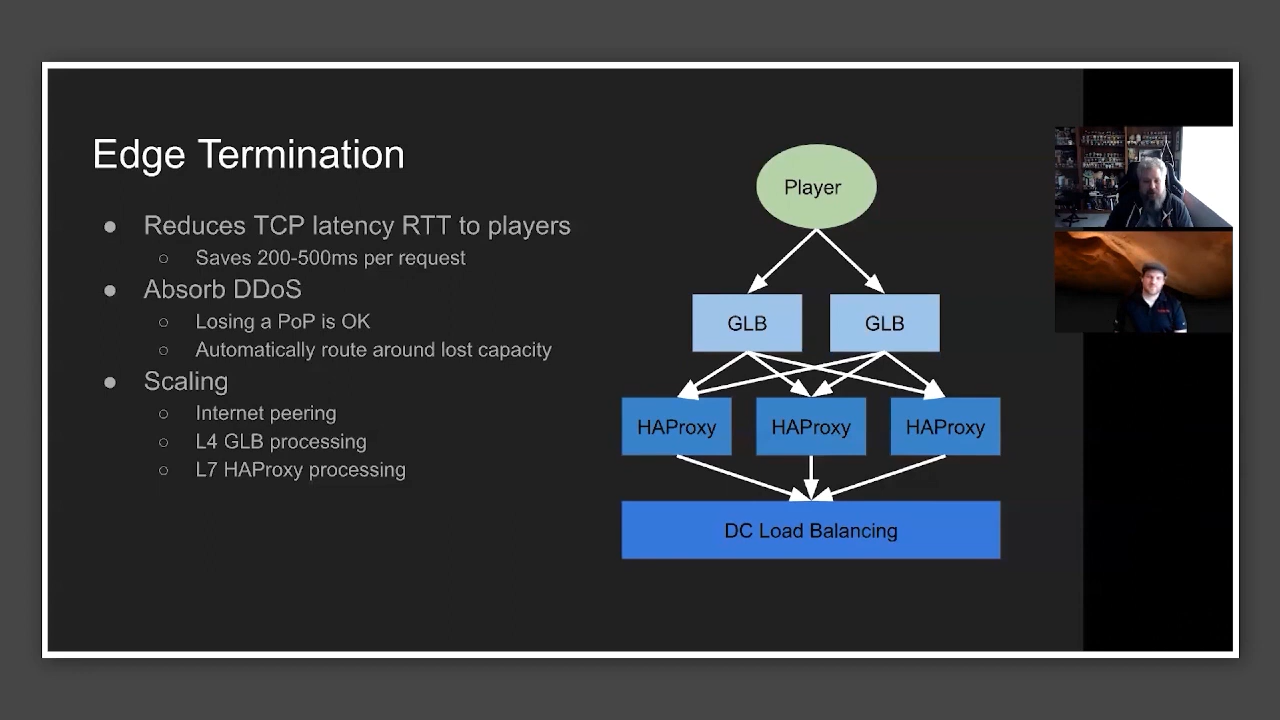 Edge Termination
Reduces TCP latency RTT to players
Saves 200-500ms per request
Absorb DDoS
Losing a PoP is OK
Automatically route around lost capacity
Scaling
Internet peering
L4 GLB processing
L7 HAProxy processing
Player
GLB GLB
HAProxy HAProxy HAProxy
DC Load Balancing